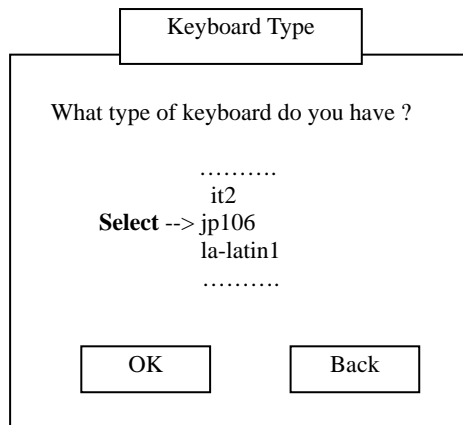 Keyboard Type
What type of keyboard do you have ?
……….
it2
Select --> jp106
la-latin1
……….
OK
Back